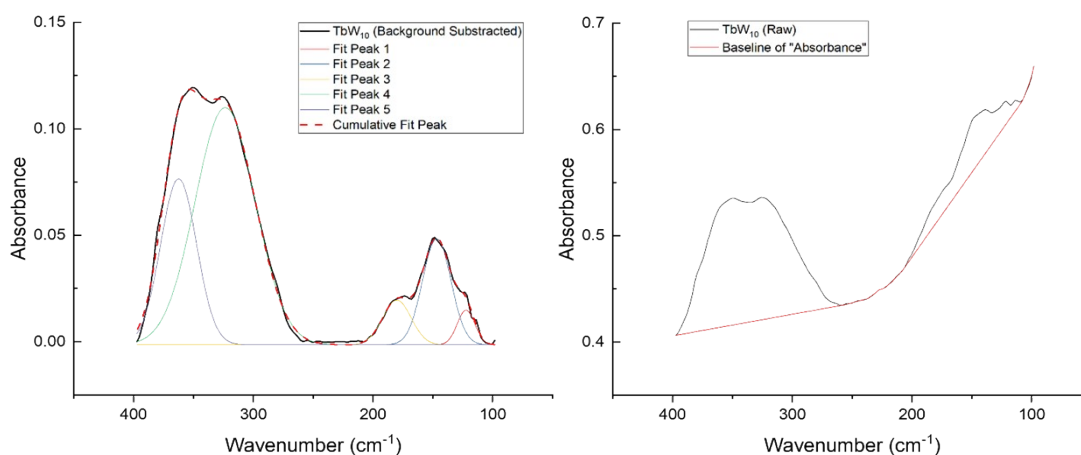 0.15
0.10
0.05
0.00
Absorbance
TbW₁₀ (Background Substracted)
Fit Peak 1
Fit Peak 2
Fit Peak 3
Fit Peak 4
Fit Peak 5
Cumulative Fit Peak
400 300 200 100
Wavenumber (cm⁻¹)
0.7
0.6
0.5
0.4
Absorbance
TbW₁₀ (Raw)
Baseline of "Absorbance"
400 300 200 100
Wavenumber (cm⁻¹)